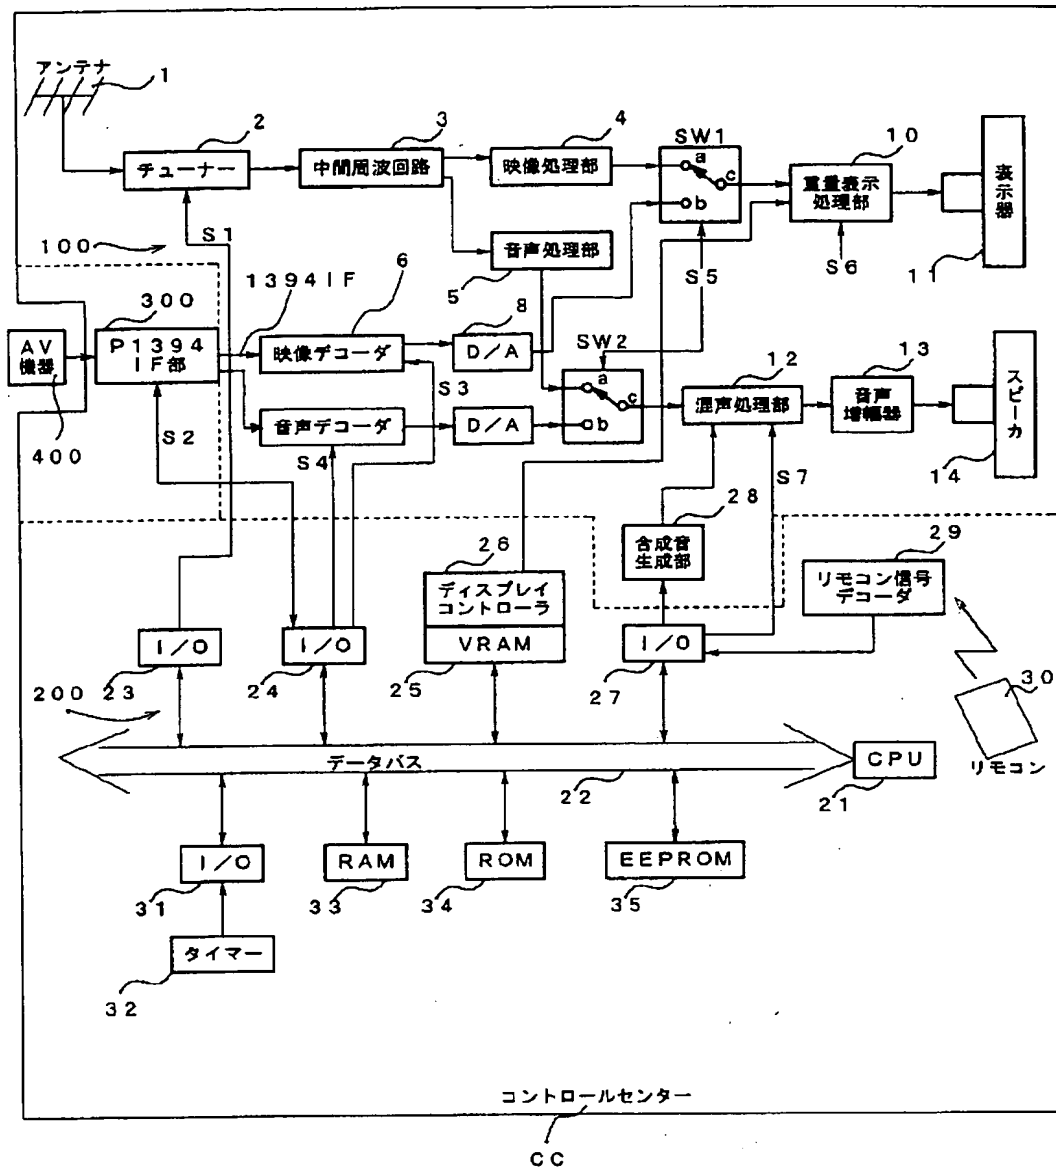 アンテナ
1
2
3
4
SW1
10
チューナー
中間周波回路
映像処理部
a
c
b
重畳表示
処理部
表示器
11
S1
100
音声処理部
5
S5
S6
1394IF
6
8
300
AV
機器
P1394
IF部
映像デコーダ
D/A
SW2
a
c
b
12
13
混声処理部
音声
増幅器
スピーカ
14
S3
400
S2
音声デコーダ
D/A
S4
S7
28
26
合成音
生成部
29
ディスプレイ
コントローラ
リモコン信号
デコーダ
I/O
I/O
VRAM
I/O
23
24
25
27
30
200
データバス
22
CPU
21
リモコン
I/O
RAM
ROM
EEPROM
31
33
34
35
タイマー
32
コントロールセンター
CC